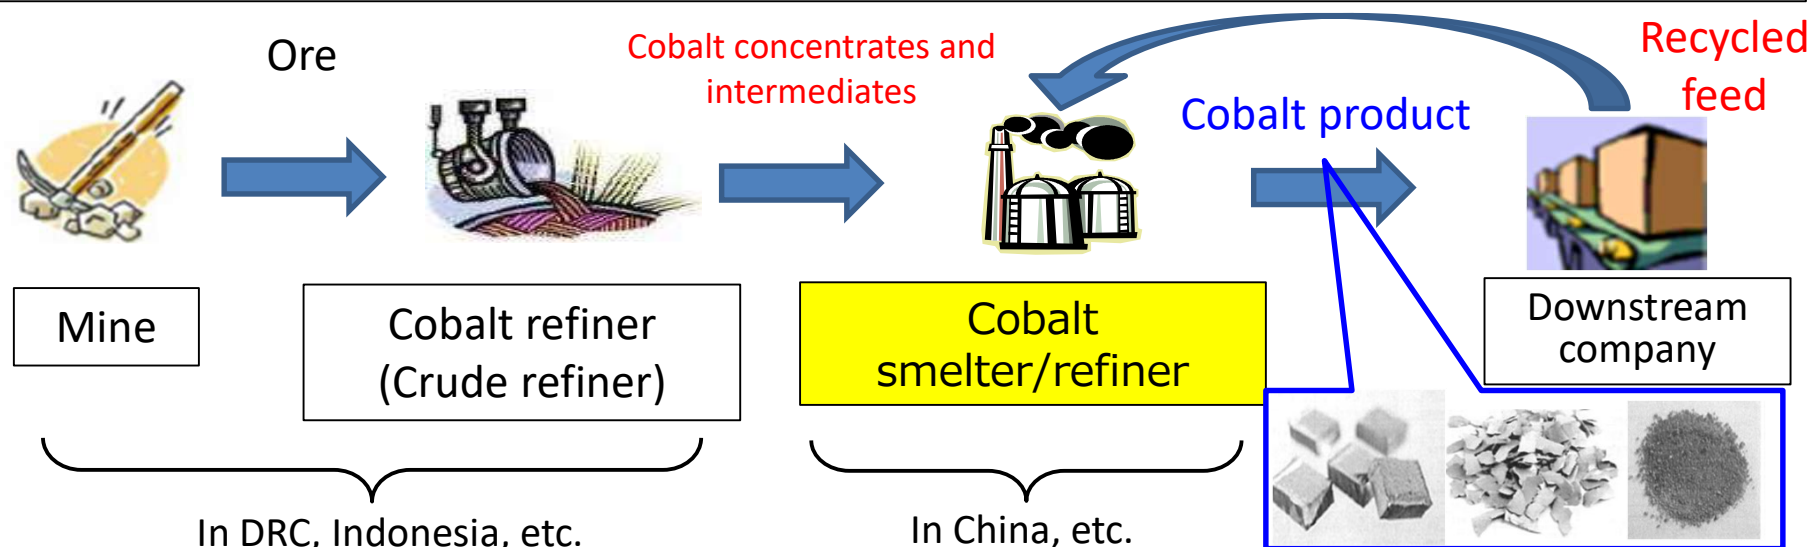 Ore
Cobalt concentrates and
intermediates
Cobalt product
Recycled
feed
Mine
Cobalt refiner
(Crude refiner)
Cobalt
smelter/refiner
Downstream
company
In DRC, Indonesia, etc.
In China, etc.